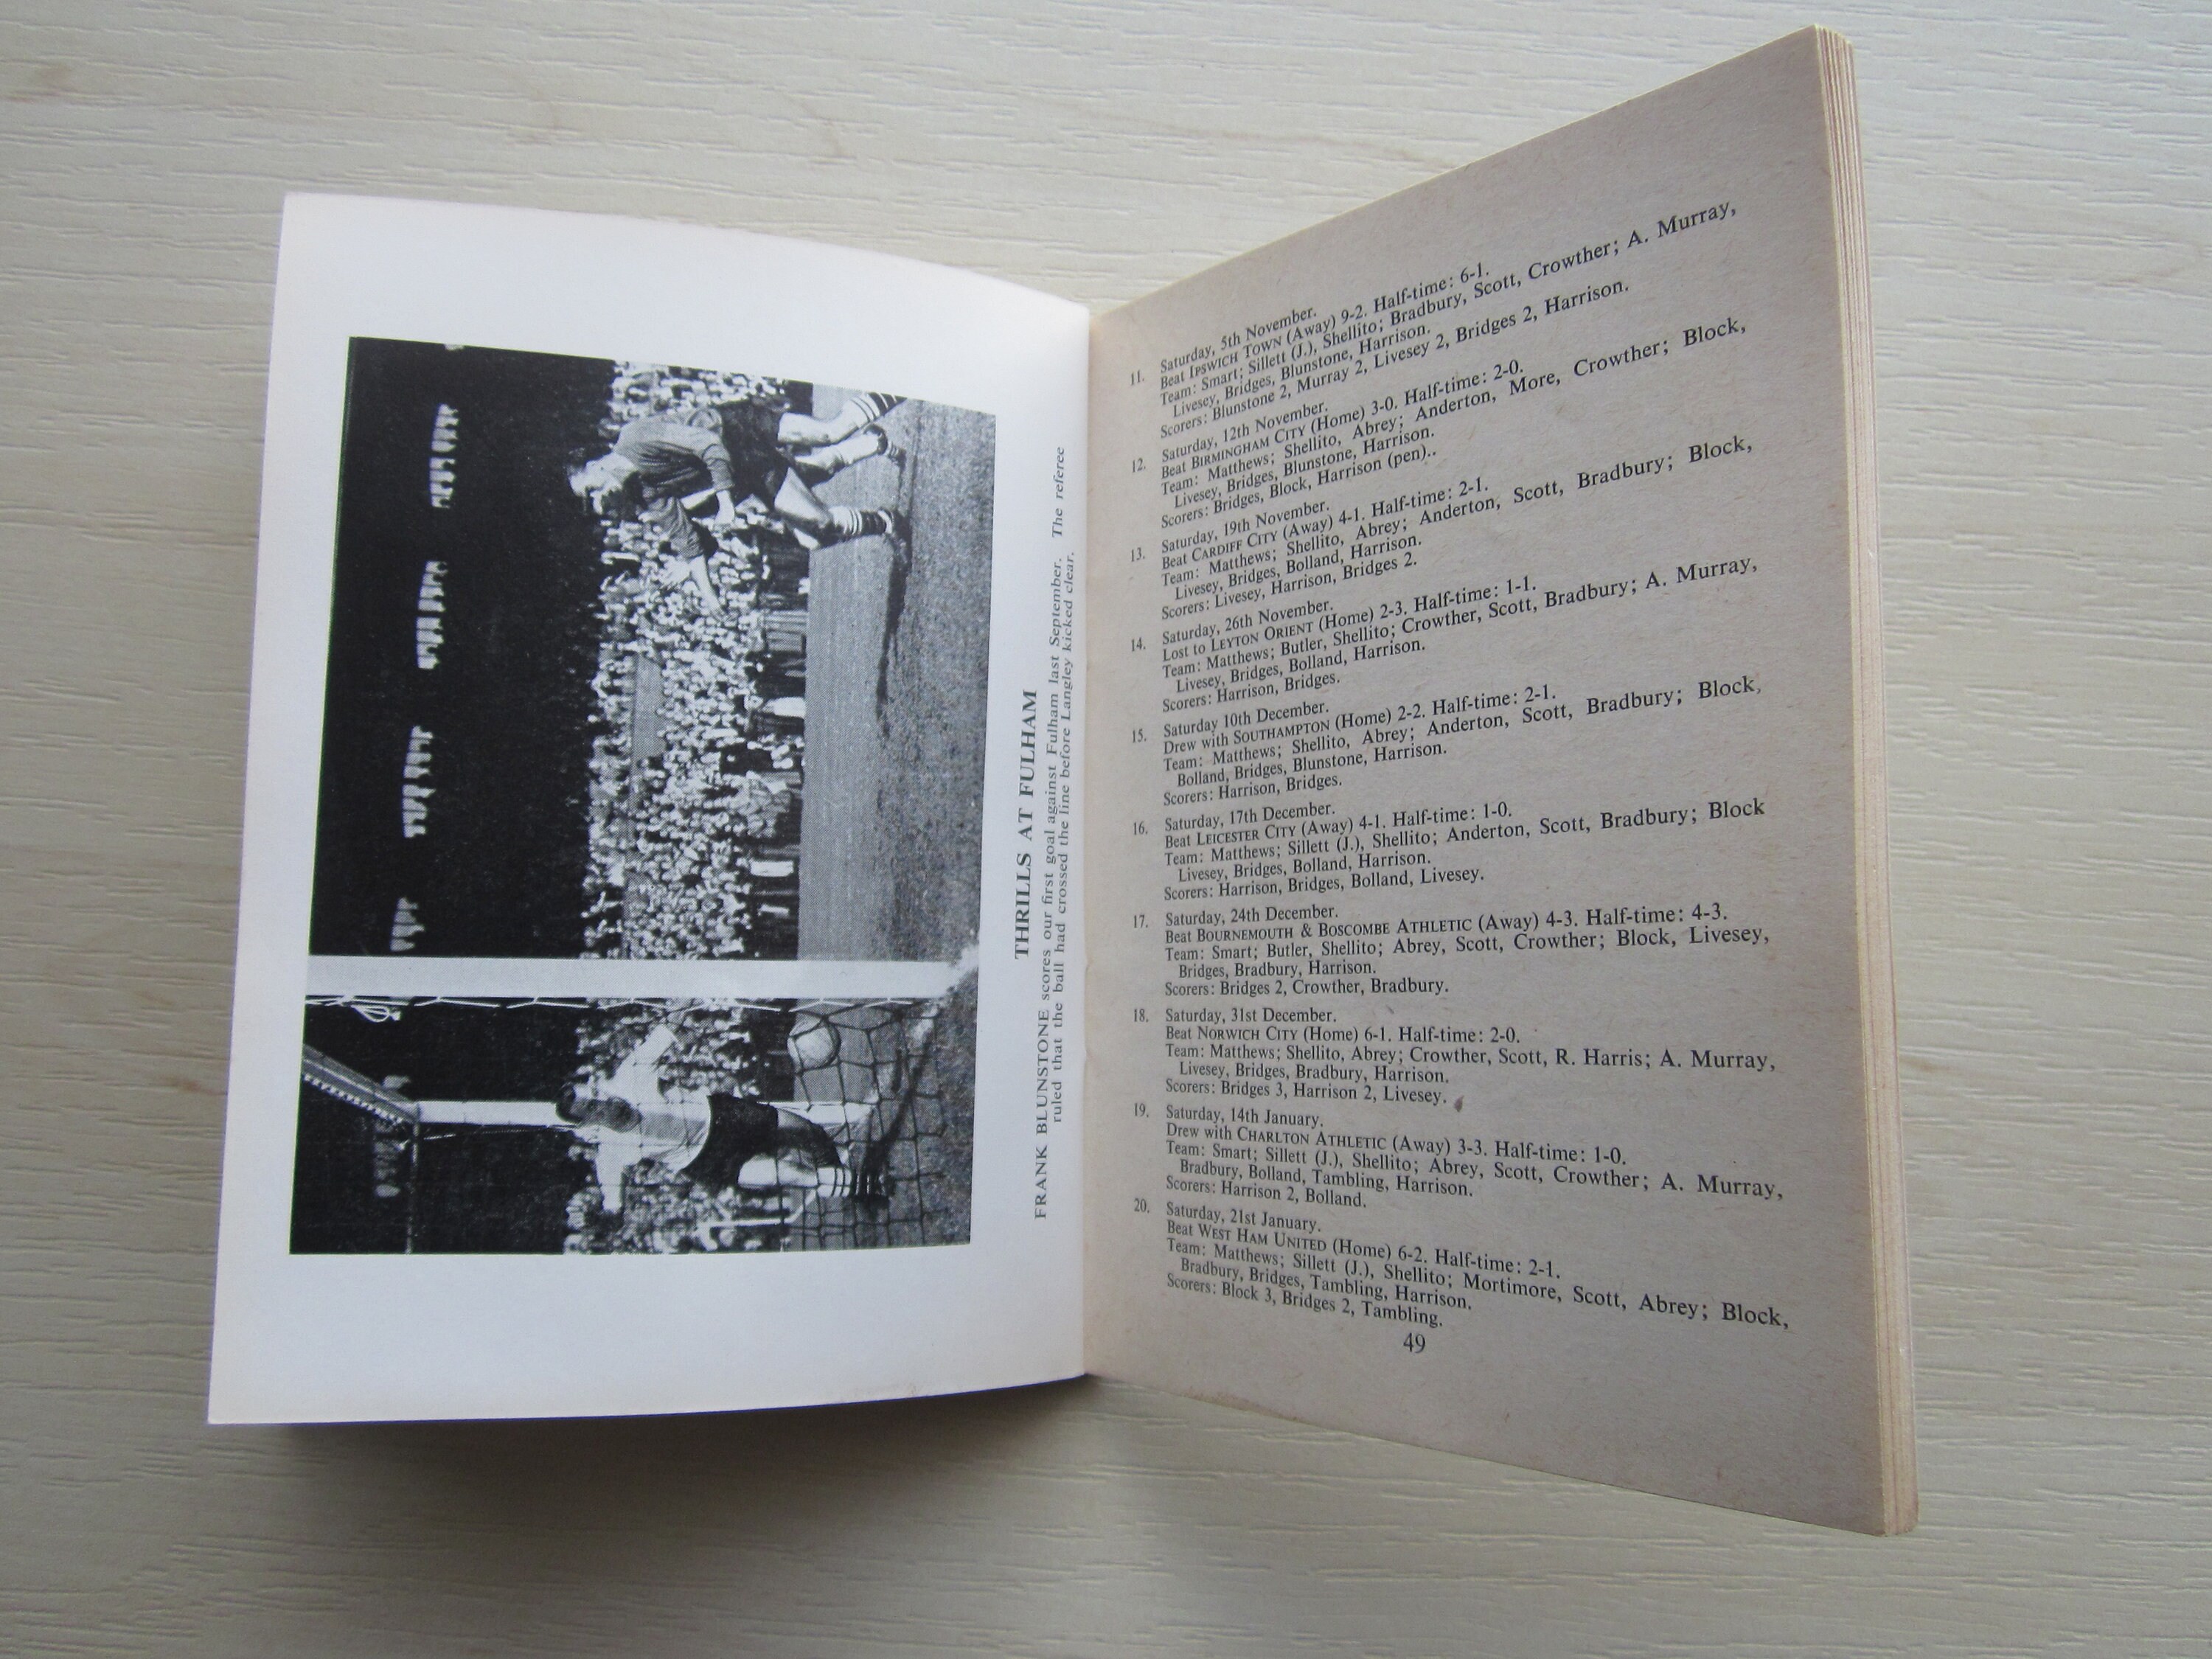 THRILLS AT FULHAM
FRANK BLUNSTONE scores our first goal against Fulham last September. The referee
ruled that the ball had crossed the line before Langley kicked clear.
11. Saturday, 5th November.
Beat IPSWICH TOWN (Away) 9-2. Half-time: 6-1.
Team: Smart; Sillett (J.), Shellito; Bradbury, Scott, Crowther; A. Murray,
Livesey, Bridges, Blunstone, Harrison.
Scorers: Blunstone 2, Murray 2, Livesey 2, Bridges 2, Harrison.
12. Saturday, 12th November.
Beat BIRMINGHAM CITY (Home) 3-0. Half-time: 2-0.
Team: Matthews; Shellito, Abrey; Anderton, More, Crowther; Block,
Livesey, Bridges, Blunstone, Harrison.
Scorers: Bridges, Block, Harrison (pen)..
13. Saturday, 19th November.
Beat CARDIFF CITY (Away) 4-1. Half-time: 2-1.
Team: Matthews; Shellito, Abrey; Anderton, Scott, Bradbury; Block,
Livesey, Bridges, Bolland, Harrison.
Scorers: Livesey, Harrison, Bridges 2.
14. Saturday, 26th November.
Lost to LEYTON ORIENT (Home) 2-3. Half-time: 1-1.
Team: Matthews; Butler, Shellito; Crowther, Scott, Bradbury; A. Murray,
Livesey, Bridges, Bolland, Harrison.
Scorers: Harrison, Bridges.
15. Saturday 10th December.
Drew with SOUTHAMPTON (Home) 2-2. Half-time: 2-1.
Team: Matthews; Shellito, Abrey; Anderton, Scott, Bradbury; Block,
Bolland, Bridges, Blunstone, Harrison.
Scorers: Harrison, Bridges.
16. Saturday, 17th December.
Beat LEICESTER CITY (Away) 4-1. Half-time: 1-0.
Team: Matthews; Sillett (J.), Shellito; Anderton, Scott, Bradbury; Block
Livesey, Bridges, Bolland, Harrison.
Scorers: Harrison, Bridges, Bolland, Livesey.
17. Saturday, 24th December.
Beat BOURNEMOUTH & BOSCOMBE ATHLETIC (Away) 4-3. Half-time: 4-3.
Team: Smart; Butler, Shellito; Abrey, Scott, Crowther; Block, Livesey,
Bridges, Bradbury, Harrison.
Scorers: Bridges 2, Crowther, Bradbury.
18. Saturday, 31st December.
Beat NORWICH CITY (Home) 6-1. Half-time: 2-0.
Team: Matthews; Shellito, Abrey; Crowther, Scott, R. Harris; A. Murray,
Livesey, Bridges, Bradbury, Harrison.
Scorers: Bridges 3, Harrison 2, Livesey.
19. Saturday, 14th January.
Drew with CHARLTON ATHLETIC (Away) 3-3. Half-time: 1-0.
Team: Smart; Sillett (J.), Shellito; Abrey, Scott, Crowther; A. Murray,
Bradbury, Bolland, Tambling, Harrison.
Scorers: Harrison 2, Bolland.
20. Saturday, 21st January.
Beat WEST HAM UNITED (Home) 6-2. Half-time: 2-1.
Team: Matthews; Sillett (J.), Shellito; Mortimore, Scott, Abrey; Block,
Bradbury, Bridges, Tambling, Harrison.
Scorers: Block 3, Bridges 2, Tambling.
49